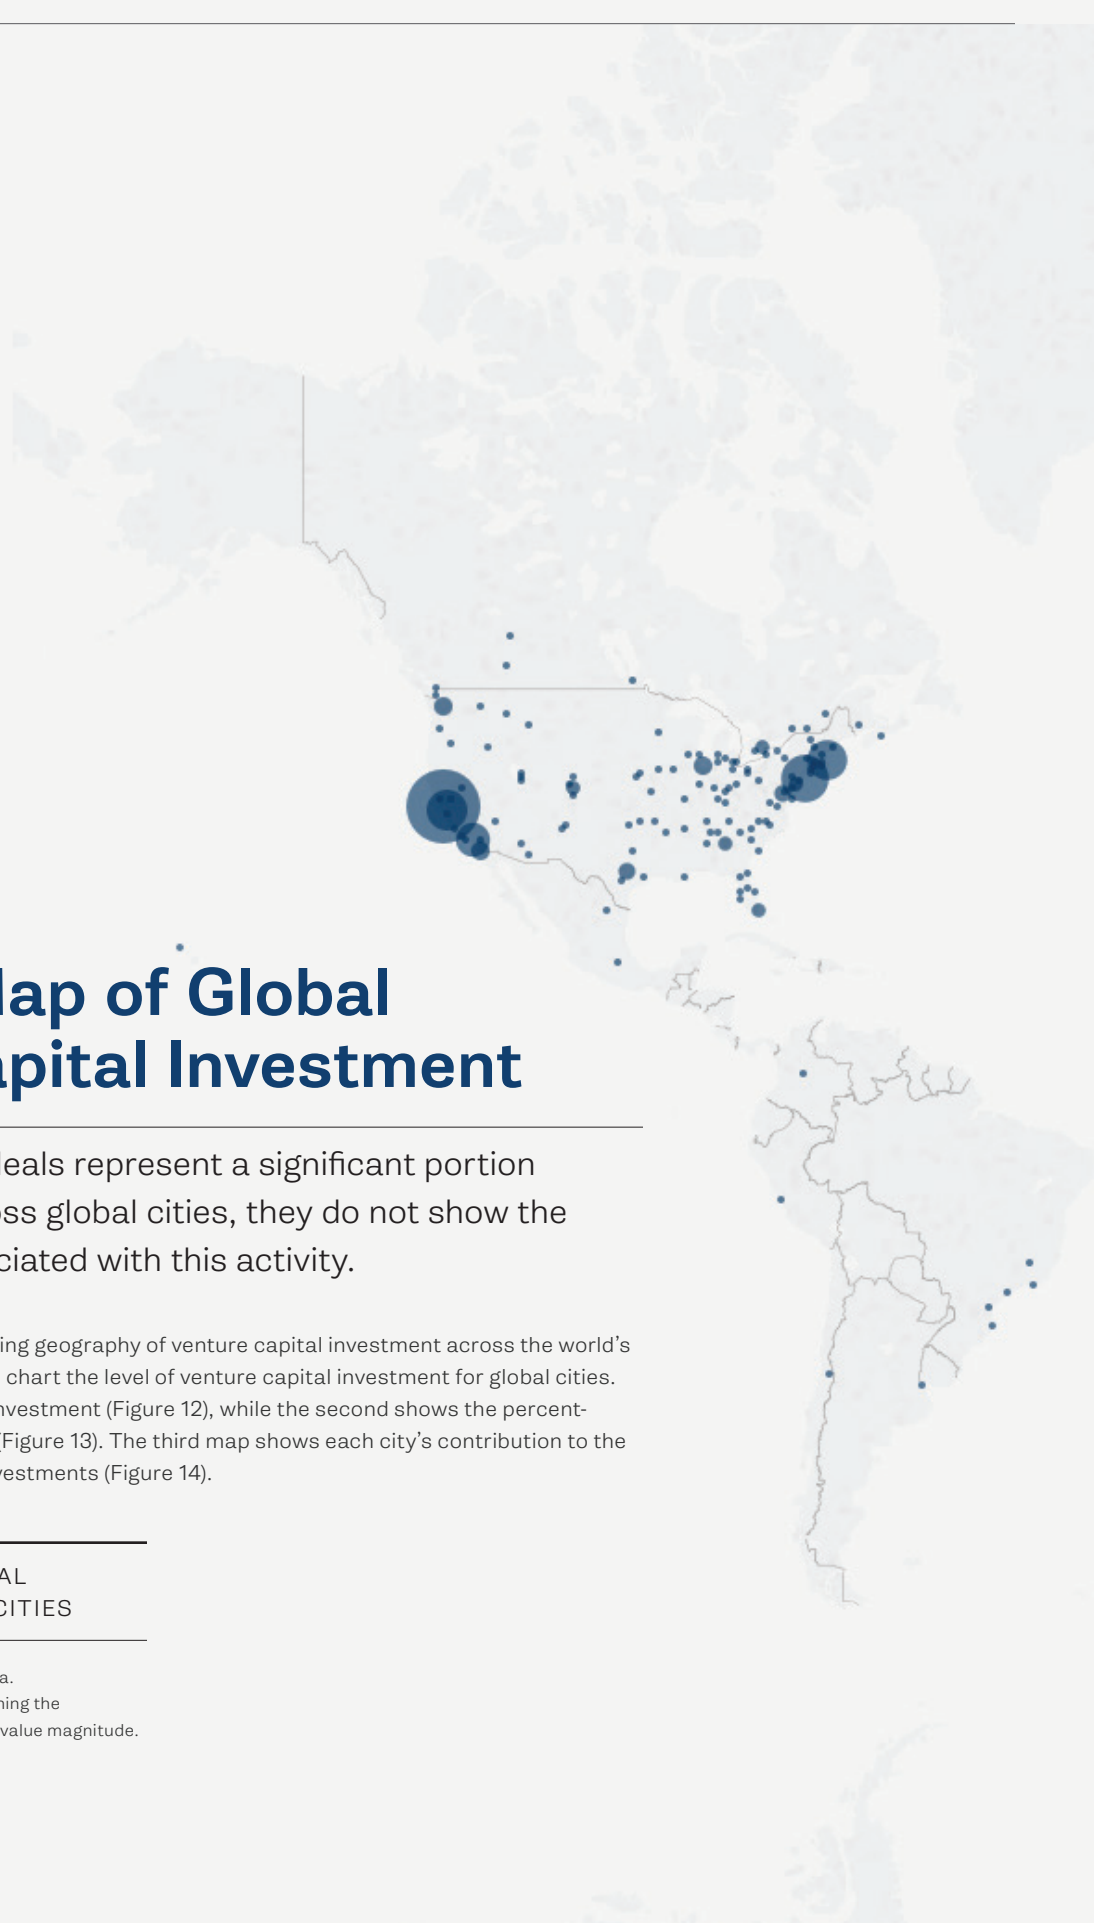 ap of Global
apital Investment
eals represent a significant portion
oss global cities, they do not show the
ciated with this activity.
ing geography of venture capital investment across the world's
chart the level of venture capital investment for global cities.
nvestment (Figure 12), while the second shows the percent-
(Figure 13). The third map shows each city's contribution to the
vestments (Figure 14).
AL
CITIES
a.
ning the
value magnitude.